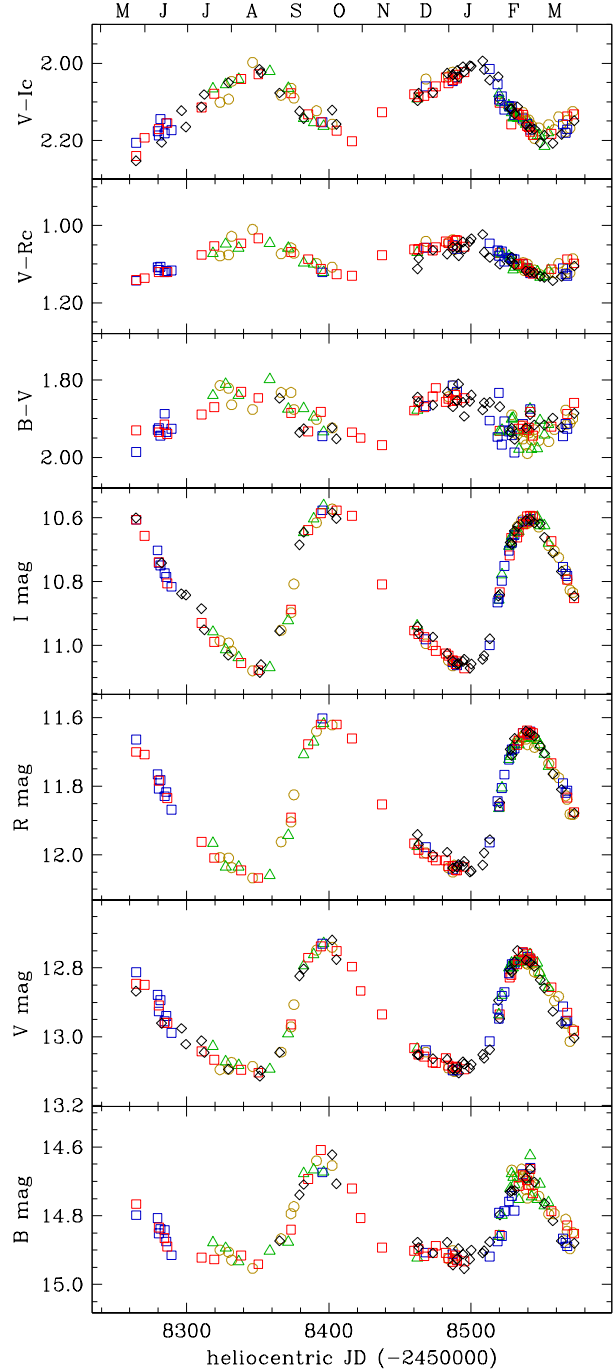 M J J A S O N D J F M
2.00
2.20
V-Ic
1.00
1.20
V-Rc
1.80
2.00
B-V
10.6
10.8
11.0
I mag
11.6
11.8
12.0
R mag
12.8
13.0
13.2
V mag
14.6
14.8
15.0
B mag
8300 8400 8500
heliocentric JD (-2450000)